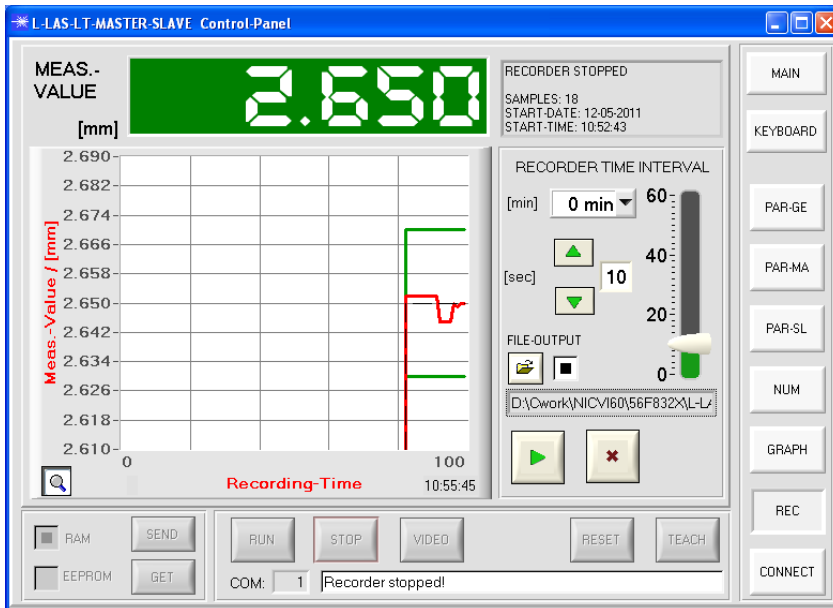 L-LAS-LT-MASTER-SLAVE Control-Panel
MEAS.-
VALUE
[mm]
2.650
RECORDER STOPPED
SAMPLES: 18
START-DATE: 12-05-2011
START-TIME: 10:52:43
2.690
2.682
2.674
2.666
2.658
2.650
2.642
2.634
2.626
2.618
2.610
Meas.-Value / [mm]
0
100
Recording-Time
10:55:45
RECORDER TIME INTERVAL
[min]
0 min
[sec]
10
60
40
20
0
FILE-OUTPUT
D:\Cwork\NICVI60\56F832X\L-LA
MAIN
KEYBOARD
PAR-GE
PAR-MA
PAR-SL
NUM
GRAPH
REC
CONNECT
RAM
SEND
EEPROM
GET
RUN
STOP
VIDEO
RESET
TEACH
COM: 1
Recorder stopped!